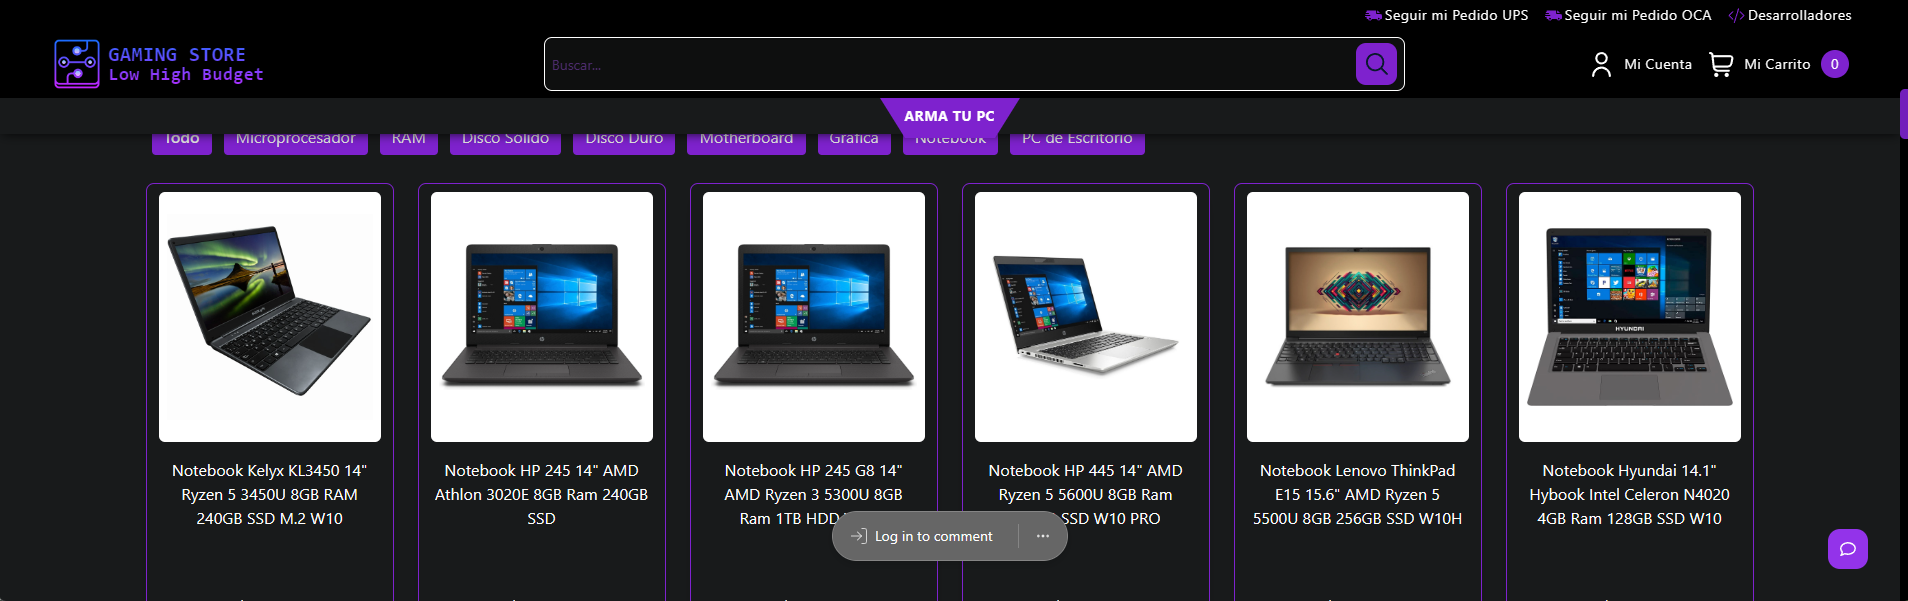 Seguir mi Pedido UPS
Seguir mi Pedido OCA
Desarrolladores
GAMING STORE
Low High Budget
Buscar...
Mi Cuenta
Mi Carrito
0
ARMA TU PC
Todo
Microprocesador
RAM
Disco Solido
Disco Duro
Motherboard
Grafica
Notebook
PC de Escritorio
HYUNDAI
Notebook Kelyx KL3450 14"
Ryzen 5 3450U 8GB RAM
240GB SSD M.2 W10
Notebook HP 245 14" AMD
Athlon 3020E 8GB Ram 240GB
SSD
Notebook HP 245 G8 14"
AMD Ryzen 3 5300U 8GB
Ram 1TB HDD
Notebook HP 445 14" AMD
Ryzen 5 5600U 8GB Ram
SSD W10 PRO
Notebook Lenovo ThinkPad
E15 15.6" AMD Ryzen 5
5500U 8GB 256GB SSD W10H
Notebook Hyundai 14.1"
Hybook Intel Celeron N4020
4GB Ram 128GB SSD W10
Log in to comment